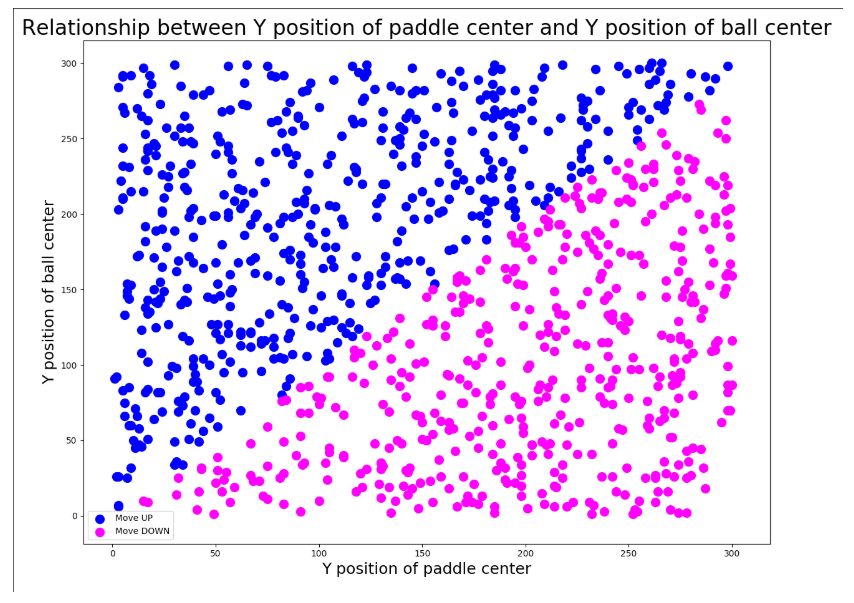 Relationship between Y position of paddle center and Y position of ball center
300
250
200
150
100
50
0
Y position of ball center
Move UP
Move DOWN
0 50 100 150 200 250 300
Y position of paddle center